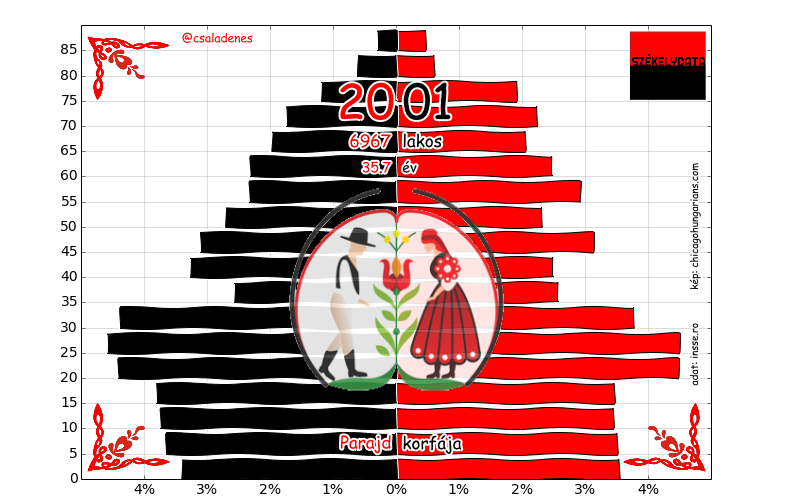 @csaladenes
SZÉKELYDATA
2001
6967 lakos
35.7 év
kép: chicagohungarians.com
adat: insse.ro
Parajd korfája
85
80
75
70
65
60
55
50
45
40
35
30
25
20
15
10
5
0
4% 3% 2% 1% 0% 1% 2% 3% 4%